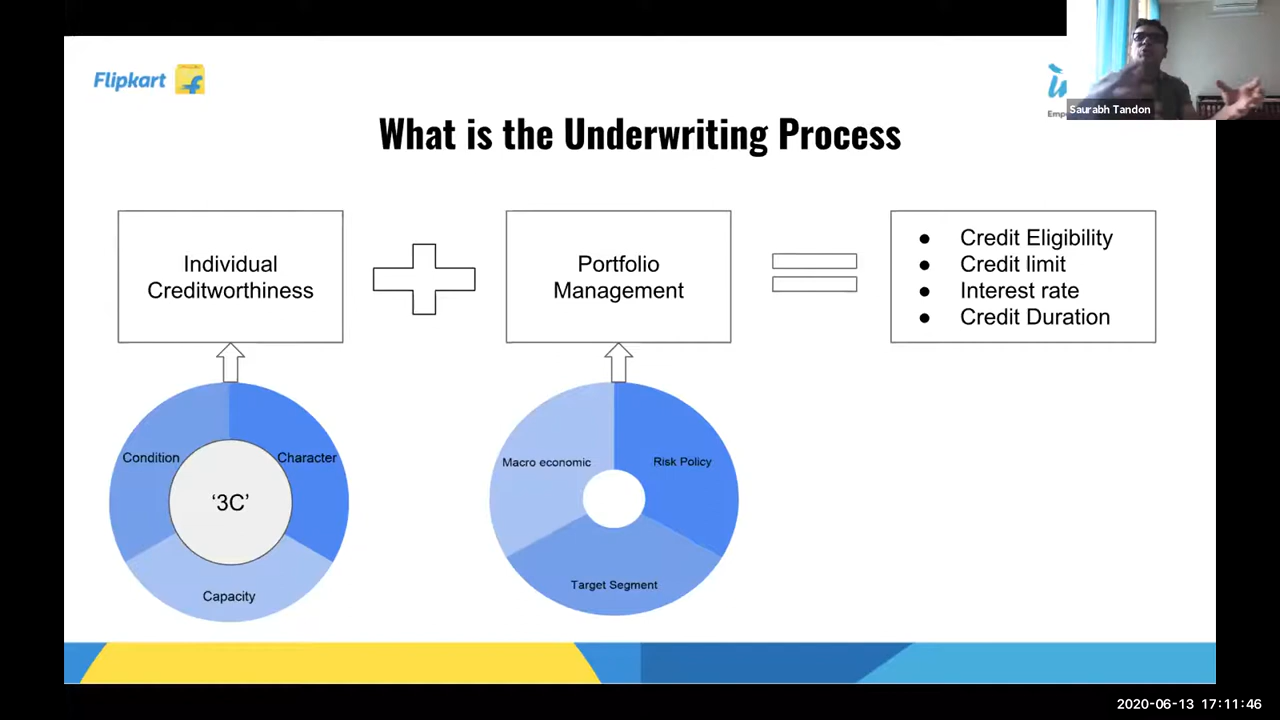 Flipkart
Saurabh Tandon
What is the Underwriting Process
Individual
Creditworthiness
Portfolio
Management
● Credit Eligibility
● Credit limit
● Interest rate
● Credit Duration
Condition
Character
‘3C’
Capacity
Macro economic
Risk Policy
Target Segment
2020-06-13 17:11:46